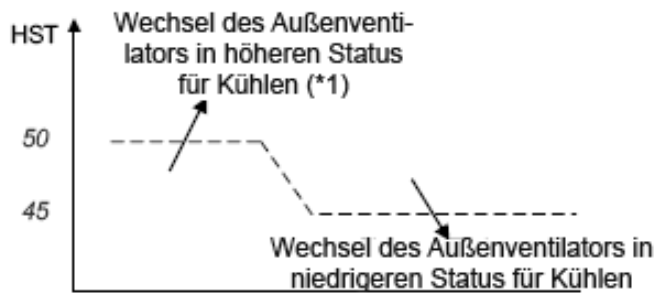 Wechsel des Außenventi-
HST
lators in höheren Status
für Kühlen (*1)
50
45
Wechsel des Außenventilators in
niedrigeren Status für Kühlen